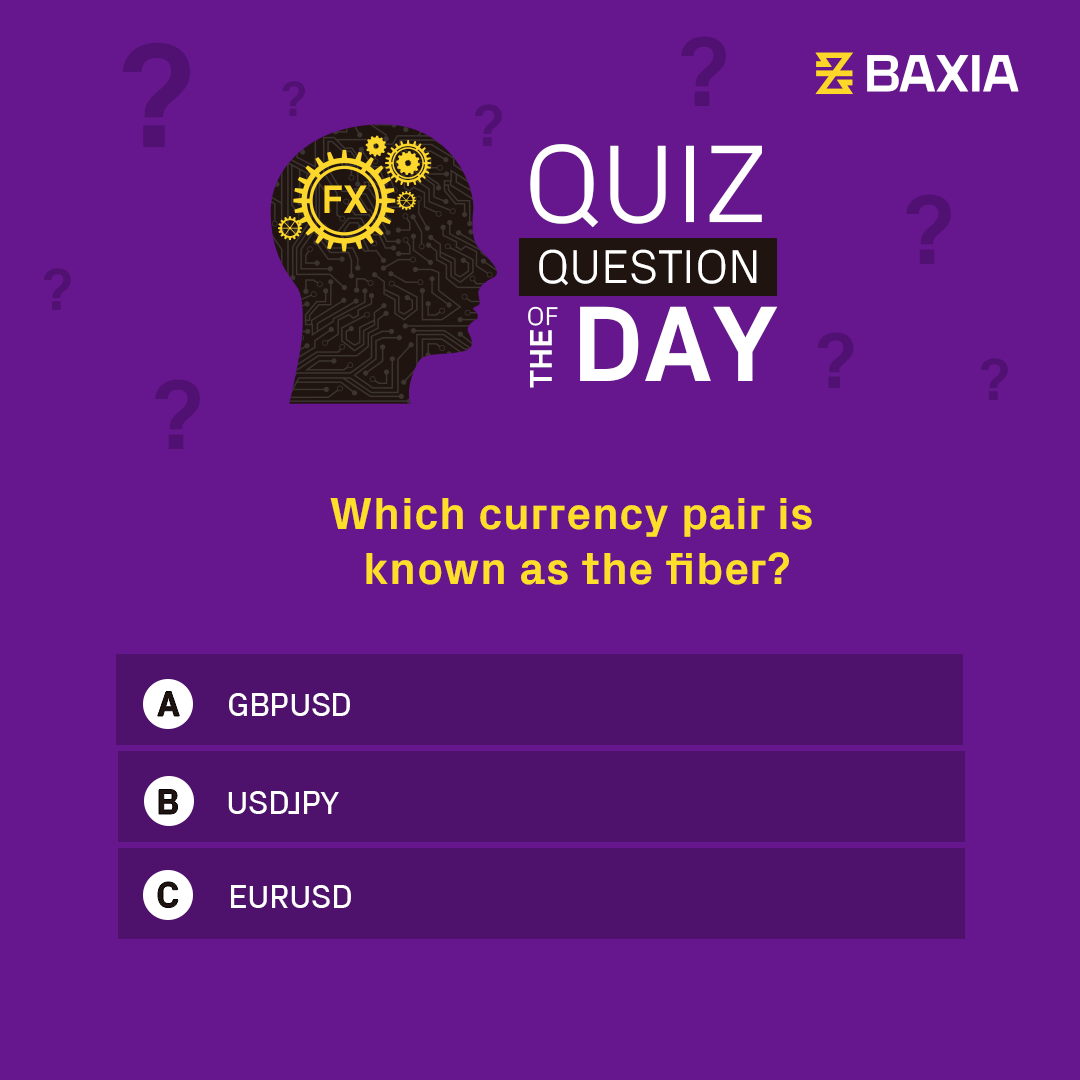 BAXIA
FX
QUIZ
QUESTION
OF THE DAY
Which currency pair is
known as the fiber?
A GBPUSD
B USDJPY
C EURUSD